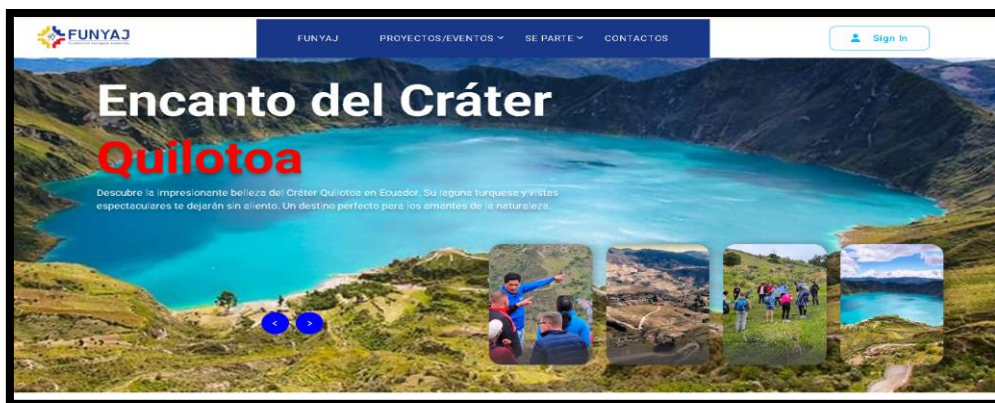 FUNYAJ
FUNYAJ PROYECTOS/EVENTOS SE PARTE CONTACTOS
Sign In
Encanto del Cráter
Quilotoa
Descubre la impresionante belleza del Cráter Quilotoa en Ecuador. Su laguna turquesa y vistas
espectaculares te dejarán sin aliento. Un destino perfecto para los amantes de la naturaleza.
< >